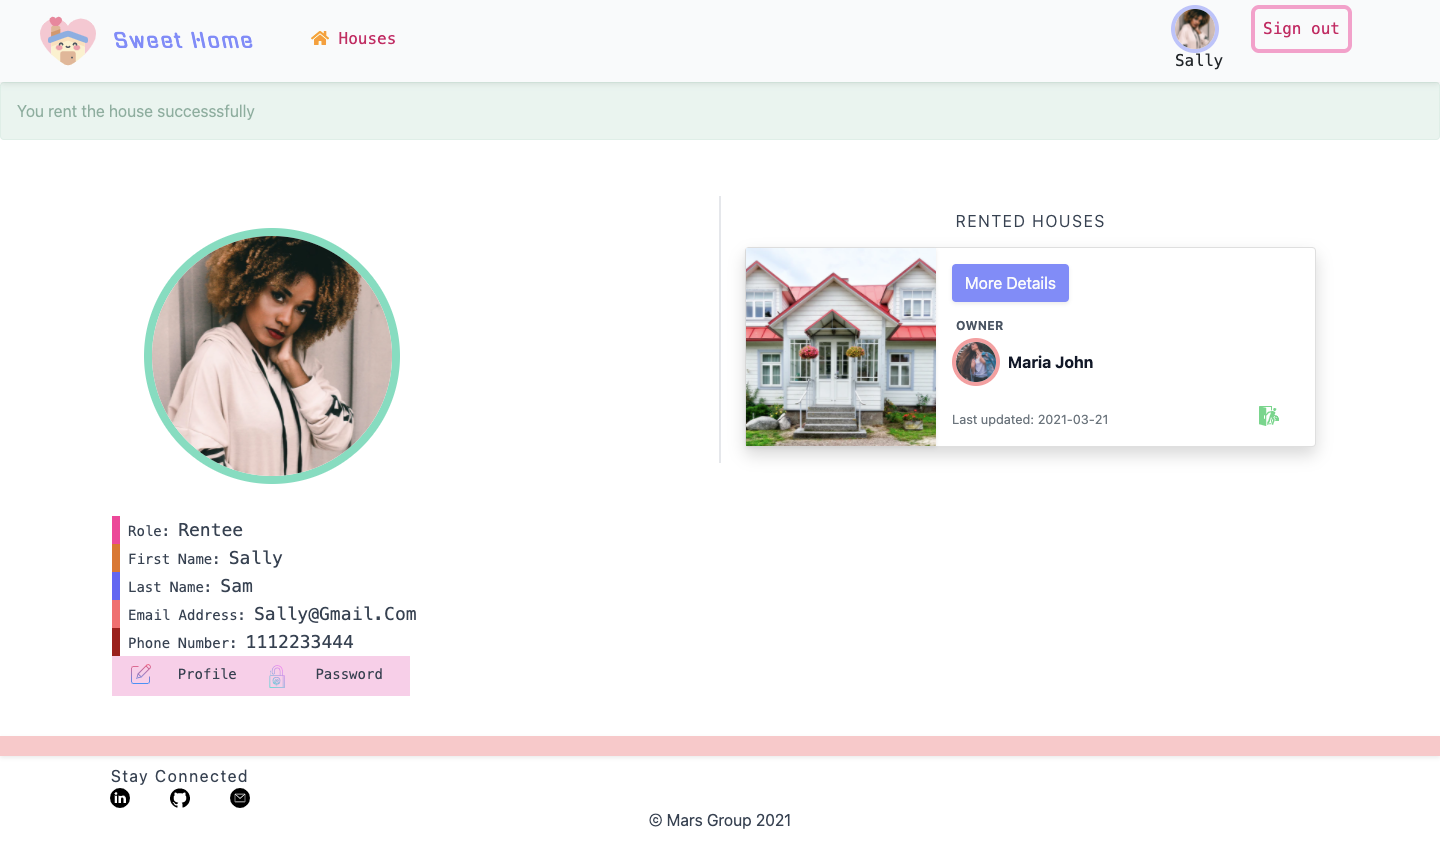 Sweet Home
Houses
Sally
Sign out
You rent the house successsfully
RENTED HOUSES
More Details
OWNER
Maria John
Last updated: 2021-03-21
Role: Rentee
First Name: Sally
Last Name: Sam
Email Address: Sally@Gmail.Com
Phone Number: 1112233444
Profile
Password
Stay Connected
in
© Mars Group 2021